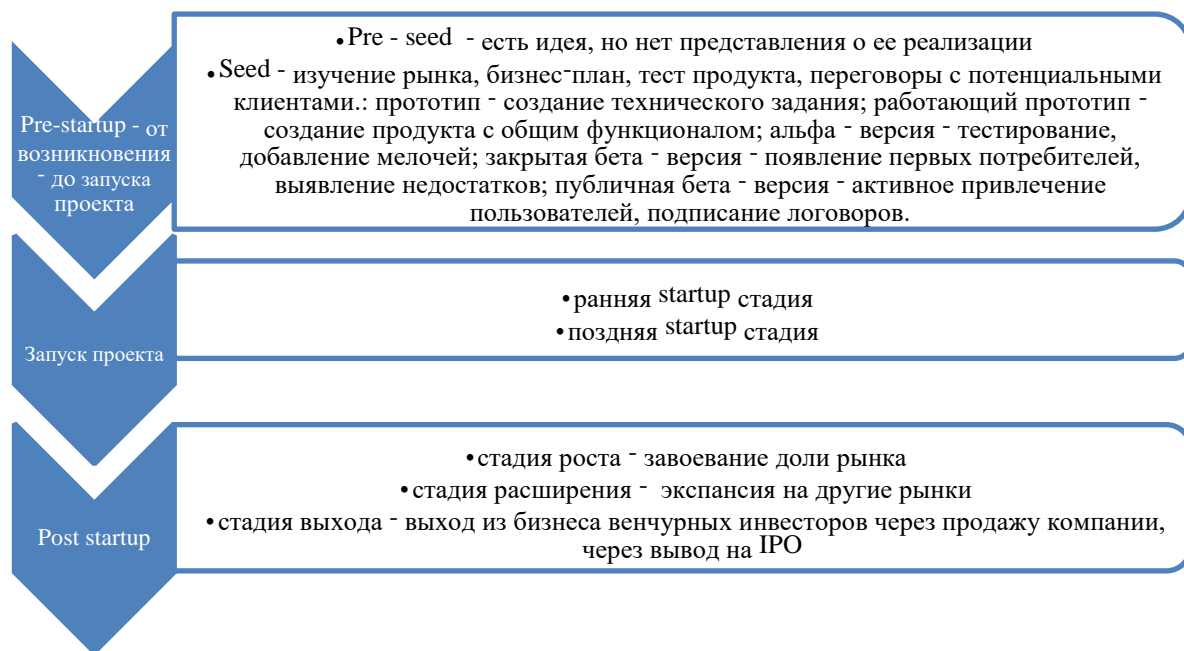 Pre-startup - от
возникновения
- до запуска
проекта
•Pre - seed - есть идея, но нет представления о ее реализации
•Seed - изучение рынка, бизнес-план, тест продукта, переговоры с потенциальными
клиентами.: прототип - создание технического задания; работающий прототип -
создание продукта с общим функционалом; альфа - версия - тестирование,
добавление мелочей; закрытая бета - версия - появление первых потребителей,
выявление недостатков; публичная бета - версия - активное привлечение
пользователей, подписание логоворов.
Запуск проекта
•ранняя startup стадия
•поздняя startup стадия
Post startup
•стадия роста - завоевание доли рынка
•стадия расширения - экспансия на другие рынки
•стадия выхода - выход из бизнеса венчурных инвесторов через продажу компании,
через вывод на IPO